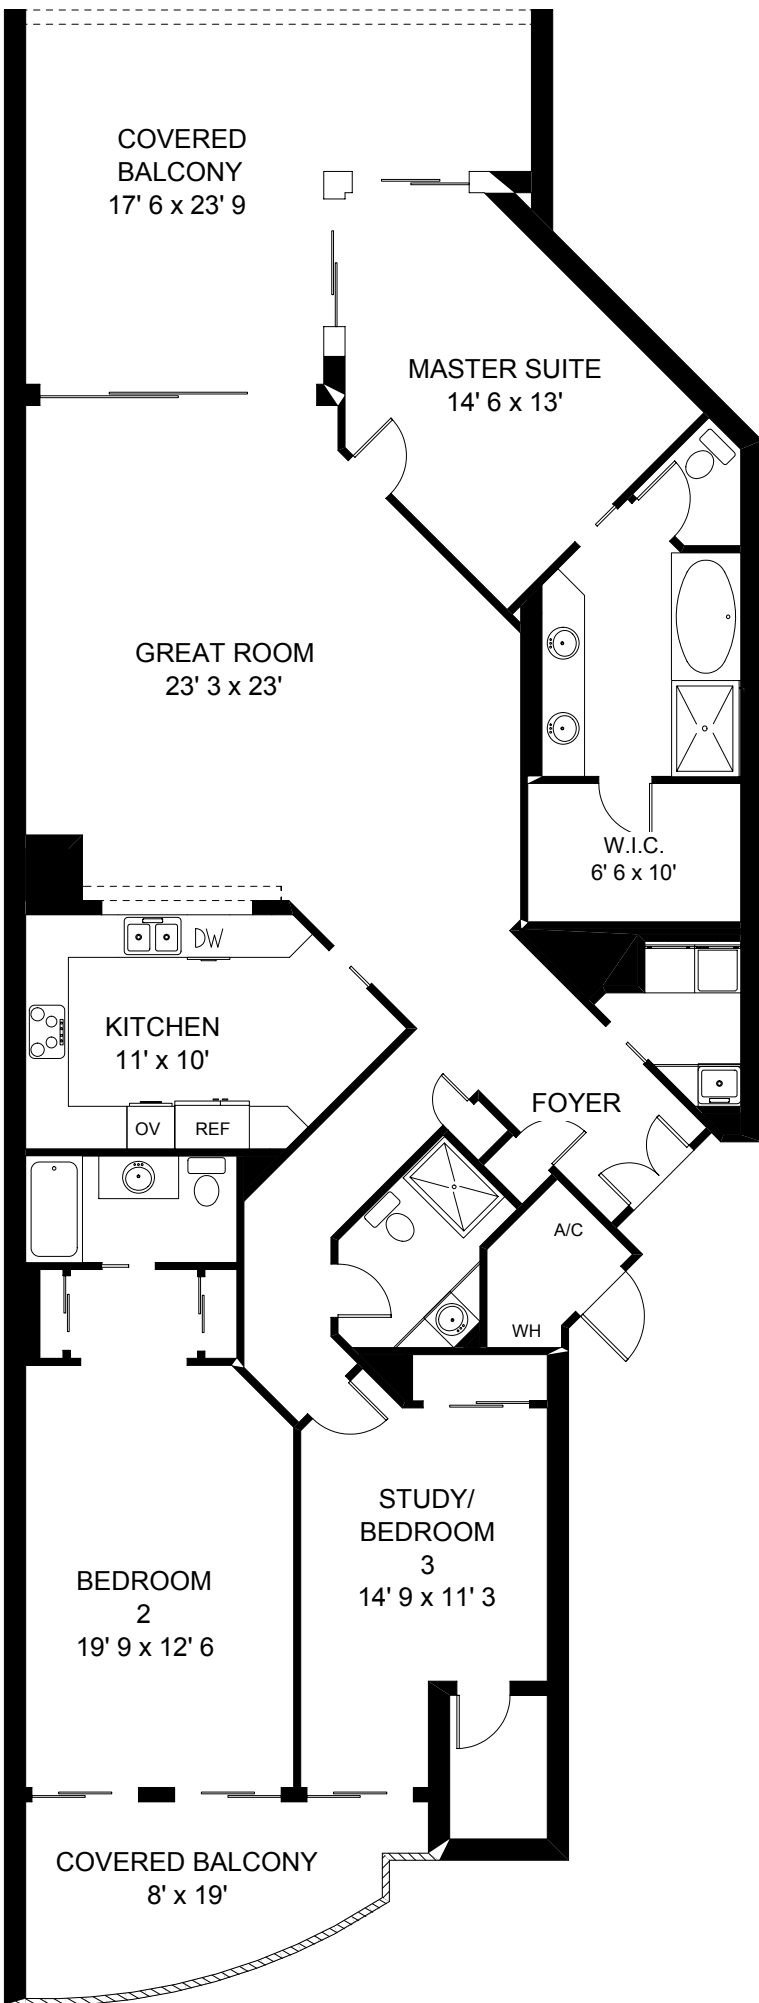 COVERED
BALCONY
17' 6 x 23' 9
MASTER SUITE
14' 6 x 13'
GREAT ROOM
23' 3 x 23'
W.I.C.
6' 6 x 10'
DW
KITCHEN
11' x 10'
OV
REF
FOYER
A/C
WH
STUDY/
BEDROOM
3
14' 9 x 11' 3
BEDROOM
2
19' 9 x 12' 6
COVERED BALCONY
8' x 19'